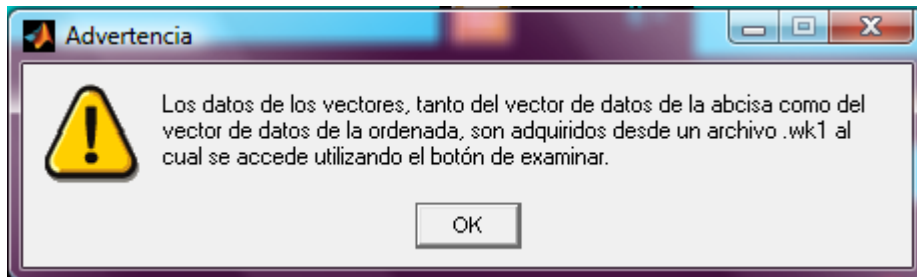 Advertencia
Los datos de los vectores, tanto del vector de datos de la abcisa como del
vector de datos de la ordenada, son adquiridos desde un archivo .wk1 al
cual se accede utilizando el botón de examinar.
OK